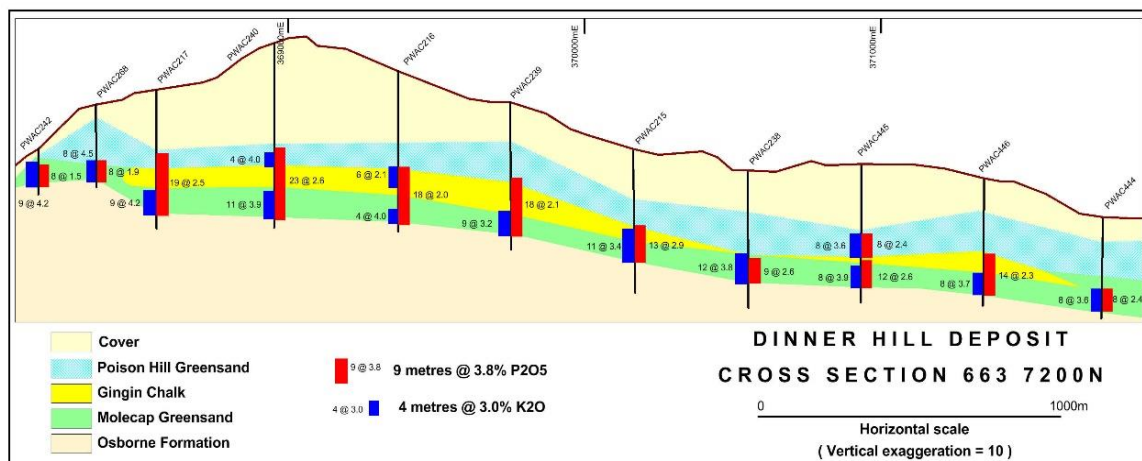 PWAC242
PWAC268
PWAC217
PWAC240
369000mE
PWAC216
PWAC239
370000mE
PWAC215
PWAC238
371000mE
PWAC445
PWAC446
PWAC444
8 @ 4.5
8 @ 1.5
8 @ 1.9
9 @ 4.2
9 @ 4.2
19 @ 2.5
4 @ 4.0
23 @ 2.6
11 @ 3.9
6 @ 2.1
18 @ 2.0
4 @ 4.0
18 @ 2.1
9 @ 3.2
11 @ 3.4
13 @ 2.9
12 @ 3.8
9 @ 2.6
8 @ 3.6
8 @ 2.4
8 @ 3.9
12 @ 2.6
8 @ 3.7
14 @ 2.3
8 @ 3.6
8 @ 2.4
Cover
Poison Hill Greensand
Gingin Chalk
Molecap Greensand
Osborne Formation
9 @ 3.8 9 metres @ 3.8% P2O5
4 @ 3.0 4 metres @ 3.0% K2O
DINNER HILL DEPOSIT
CROSS SECTION 663 7200N
0 1000m
Horizontal scale
( Vertical exaggeration = 10 )